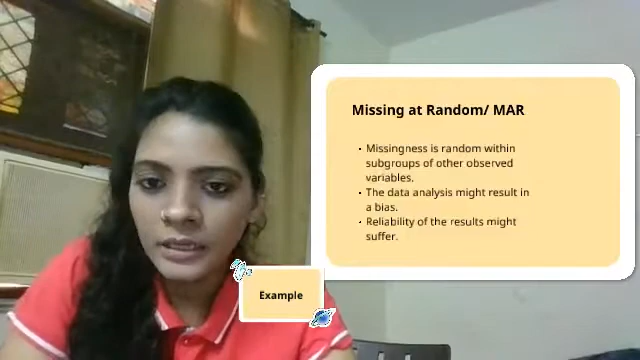 Missing at Random/ MAR
• Missingness is random within
subgroups of other observed
variables.
• The data analysis might result in
a bias.
• Reliability of the results might
suffer.
Example